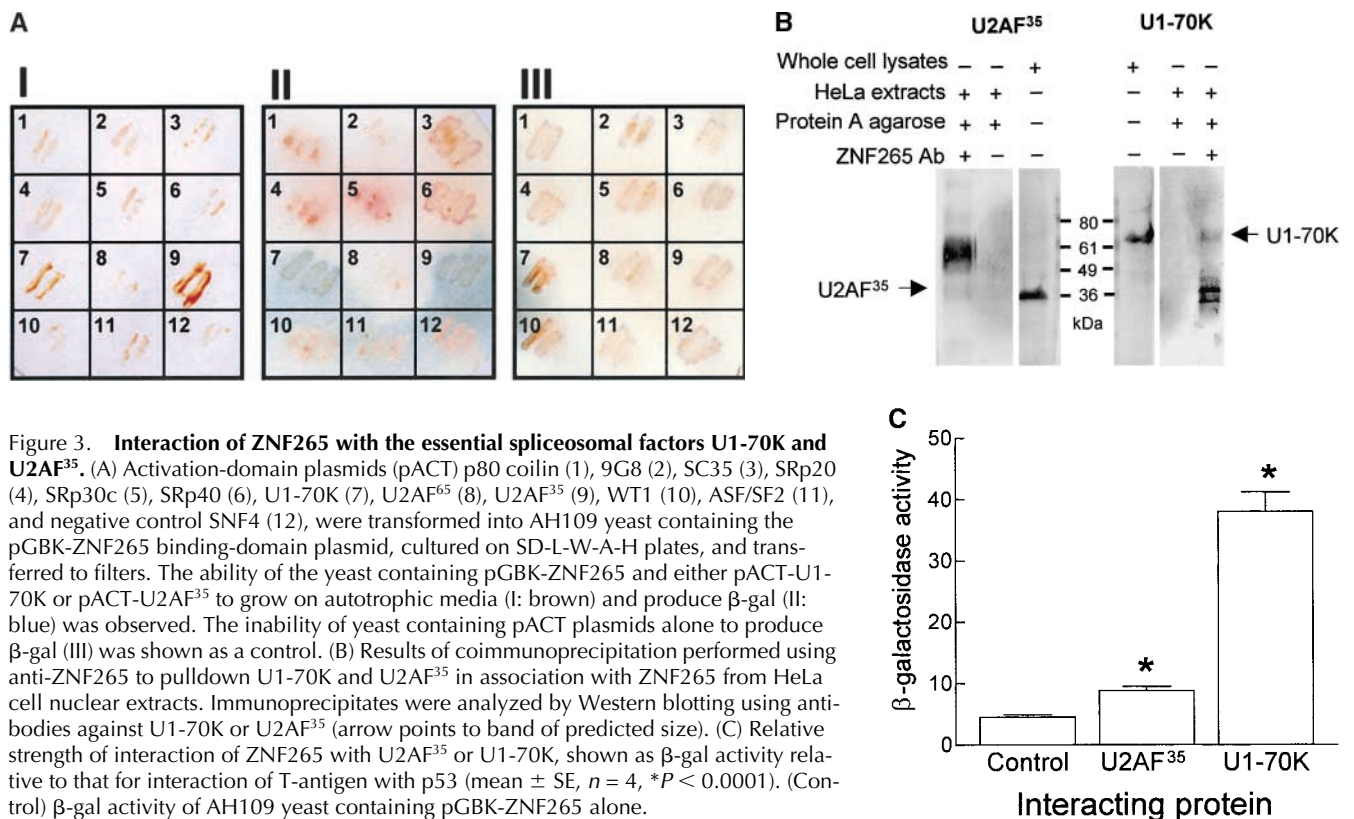 A
I II III
1 2 3 1 2 3 1 2 3
4 5 6 4 5 6 4 5 6
7 8 9 7 8 9 7 8 9
10 11 12 10 11 12 10 11 12
B
U2AF35 U1-70K
Whole cell lysates – – + + – –
HeLa extracts + + – – + +
Protein A agarose + + – – + +
ZNF265 Ab + – – – – +
80
61
49
36
kDa
U2AF35
U1-70K
Figure 3. Interaction of ZNF265 with the essential spliceosomal factors U1-70K and
U2AF35. (A) Activation-domain plasmids (pACT) p80 coilin (1), 9G8 (2), SC35 (3), SRp20
(4), SRp30c (5), SRp40 (6), U1-70K (7), U2AF65 (8), U2AF35 (9), WT1 (10), ASF/SF2 (11),
and negative control SNF4 (12), were transformed into AH109 yeast containing the
pGBK-ZNF265 binding-domain plasmid, cultured on SD-L-W-A-H plates, and trans-
ferred to filters. The ability of the yeast containing pGBK-ZNF265 and either pACT-U1-
70K or pACT-U2AF35 to grow on autotrophic media (I: brown) and produce β-gal (II:
blue) was observed. The inability of yeast containing pACT plasmids alone to produce
β-gal (III) was shown as a control. (B) Results of coimmunoprecipitation performed using
anti-ZNF265 to pulldown U1-70K and U2AF35 in association with ZNF265 from HeLa
cell nuclear extracts. Immunoprecipitates were analyzed by Western blotting using anti-
bodies against U1-70K or U2AF35 (arrow points to band of predicted size). (C) Relative
strength of interaction of ZNF265 with U2AF35 or U1-70K, shown as β-gal activity rela-
tive to that for interaction of T-antigen with p53 (mean ± SE, n = 4, *P < 0.0001). (Con-
trol) β-gal activity of AH109 yeast containing pGBK-ZNF265 alone.
C
β-galactosidase activity
50
40
30
20
10
0
*
*
Control U2AF35 U1-70K
Interacting protein